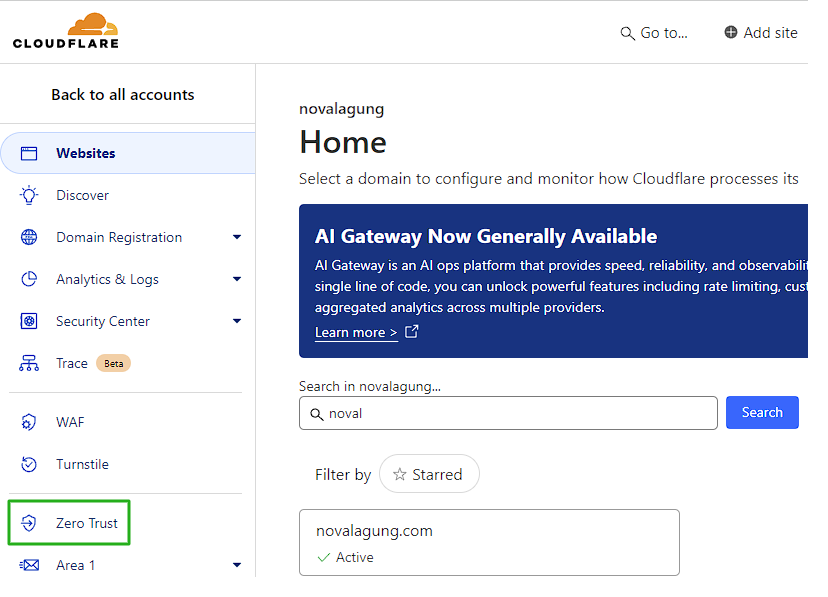 CLOUDFLARE
Go to...
Add site
Back to all accounts
Websites
Discover
Domain Registration
Analytics & Logs
Security Center
Trace Beta
WAF
Turnstile
Zero Trust
Area 1
novalagung
Home
Select a domain to configure and monitor how Cloudflare processes its
AI Gateway Now Generally Available
AI Gateway is an AI ops platform that provides speed, reliability, and observabilit
single line of code, you can unlock powerful features including rate limiting, cust
aggregated analytics across multiple providers.
Learn more >
Search in novalagung...
noval
Search
Filter by
Starred
novalagung.com
Active